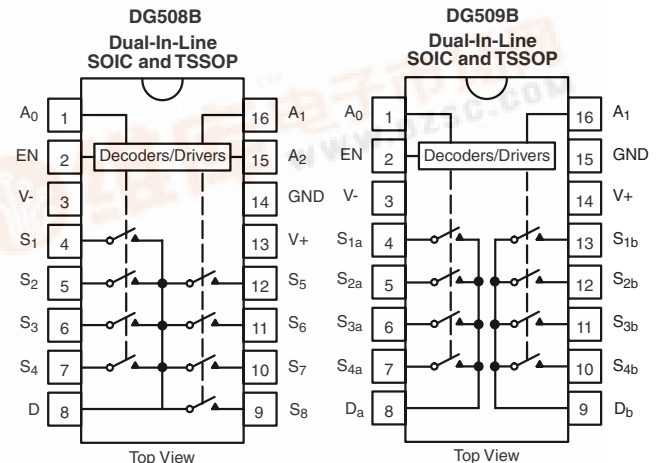 DG508B
Dual-In-Line
SOIC and TSSOP
A0 1 16 A1
EN 2 Decoders/Drivers 15 A2
V- 3 14 GND
S1 4 13 V+
S2 5 12 S5
S3 6 11 S6
S4 7 10 S7
D 8 9 S8
Top View
DG509B
Dual-In-Line
SOIC and TSSOP
A0 1 16 A1
EN 2 Decoders/Drivers 15 GND
V- 3 14 V+
S1a 4 13 S1b
S2a 5 12 S2b
S3a 6 11 S3b
S4a 7 10 S4b
Da 8 9 Db
Top View